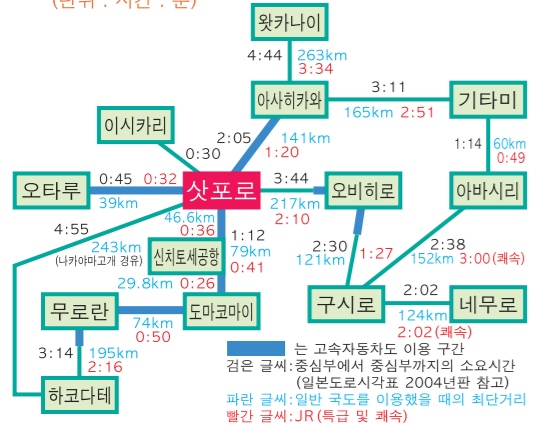 (단위 : 시간 : 분)
왓카나이
4:44
263km
3:34
3:11
아사히카와
기타미
165km 2:51
이시카리
2:05
141km
1:20
1:14
60km
0:49
0:30
오타루
0:45 0:32
39km
삿포로
3:44
217km
2:10
오비히로
아바시리
4:55
243km
(나카야마고개 경유)
46.6km
0:36
1:12
79km
0:41
신치토세공항
2:30
121km
1:27
2:38
152km 3:00(쾌속)
29.8km 0:26
무로란
74km
0:50
도마코마이
구시로
2:02
124km
2:02(쾌속)
네무로
3:14
195km
2:16
하코다테
는 고속자동차도 이용 구간
검은 글씨:중심부에서 중심부까지의 소요시간
(일본도로시각표 2004년판 참고)
파란 글씨:일반 국도를 이용했을 때의 최단거리
빨간 글씨:JR(특급 및 쾌속)